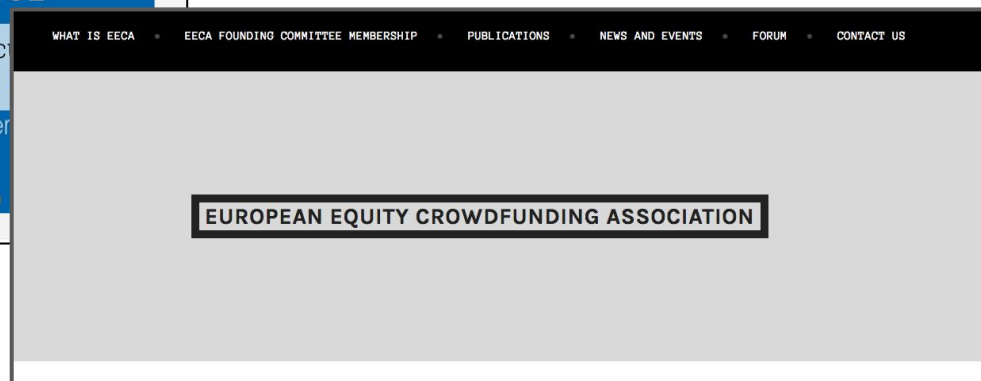 WHAT IS EECA • EECA FOUNDING COMMITTEE MEMBERSHIP • PUBLICATIONS • NEWS AND EVENTS • FORUM • CONTACT US
EUROPEAN EQUITY CROWDFUNDING ASSOCIATION